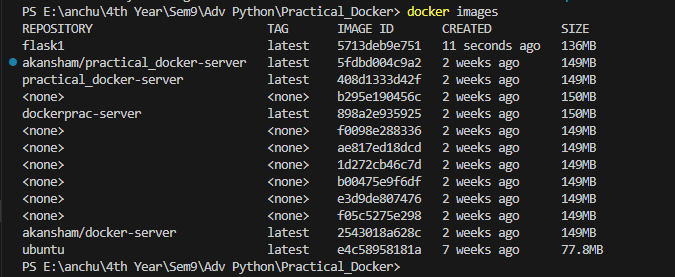 PS E:\anchu\4th Year\Sem9\Adv Python\Practical_Docker> docker images
REPOSITORY TAG IMAGE ID CREATED SIZE
flask1 latest 5713deb9e751 11 seconds ago 136MB
akansham/practical_docker-server latest 5fdbd004c9a2 2 weeks ago 149MB
practical_docker-server latest 408d1333d42f 2 weeks ago 149MB
<none> <none> b295e190456c 2 weeks ago 150MB
dockerprac-server latest 898a2e935925 2 weeks ago 150MB
<none> <none> f0098e288336 2 weeks ago 149MB
<none> <none> ae817ed18dcd 2 weeks ago 149MB
<none> <none> 1d272cb46c7d 2 weeks ago 149MB
<none> <none> b00475e9f6df 2 weeks ago 149MB
<none> <none> e3d9de807476 2 weeks ago 149MB
<none> <none> f05c5275e298 2 weeks ago 149MB
akansham/docker-server latest 2543018a628c 2 weeks ago 149MB
ubuntu latest e4c58958181a 7 weeks ago 77.8MB
PS E:\anchu\4th Year\Sem9\Adv Python\Practical_Docker>